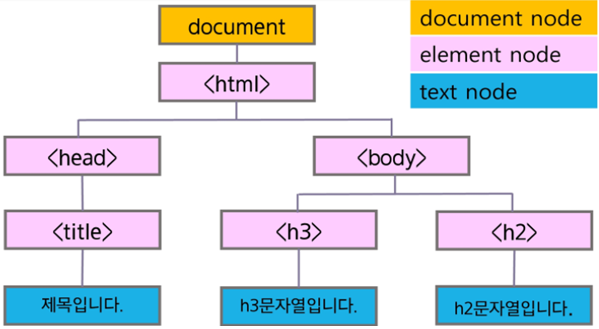 document
document node
element node
text node
<html>
<head>
<body>
<title>
<h3>
<h2>
제목입니다.
h3문자열입니다.
h2문자열입니다.